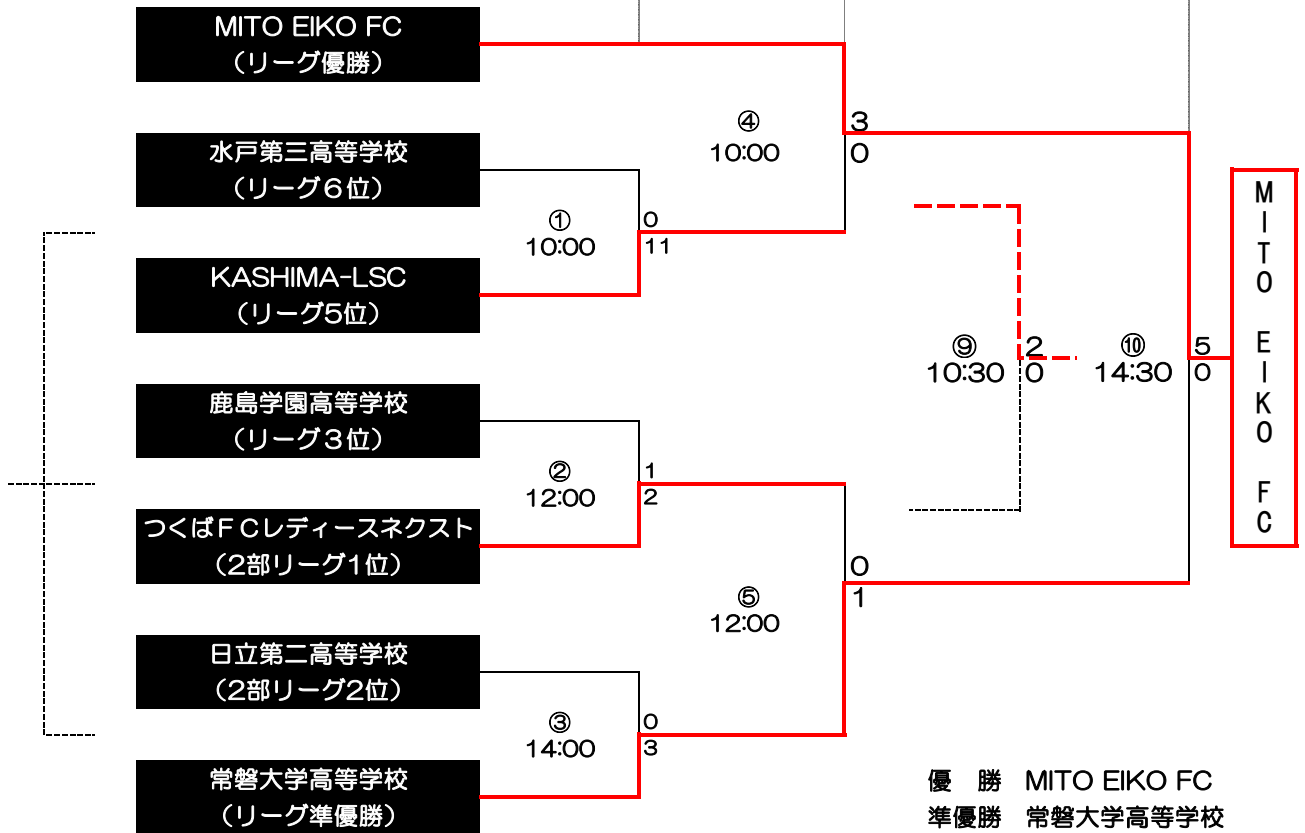 MITO EIKO FC
（リーグ優勝）
④
10:00
3
0
水戸第三高等学校
（リーグ６位）
①
10:00
0
11
KASHIMA-LSC
（リーグ5位）
⑨
10:30
2
0
⑩
14:30
5
0
MITO EIKO FC
鹿島学園高等学校
（リーグ３位）
②
12:00
1
2
つくばＦＣレディースネクスト
（2部リーグ1位）
⑤
12:00
0
1
日立第二高等学校
（2部リーグ2位）
③
14:00
0
3
常磐大学高等学校
（リーグ準優勝）
優　勝　MITO EIKO FC
準優勝　常磐大学高等学校